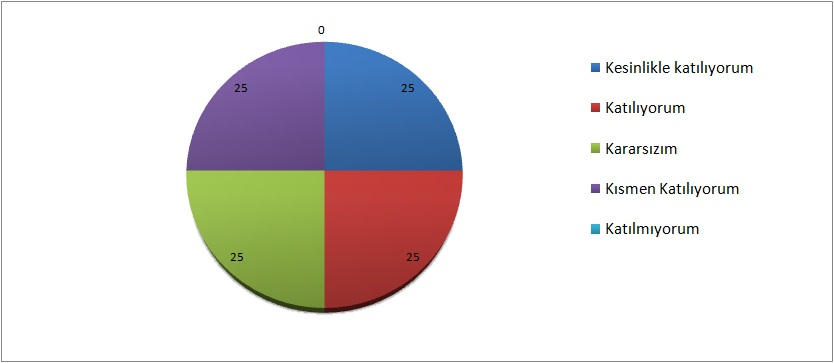 0
25
25
25
25
Kesinlikle katılıyorum
Katılıyorum
Kararsızım
Kısmen Katılıyorum
Katılmıyorum